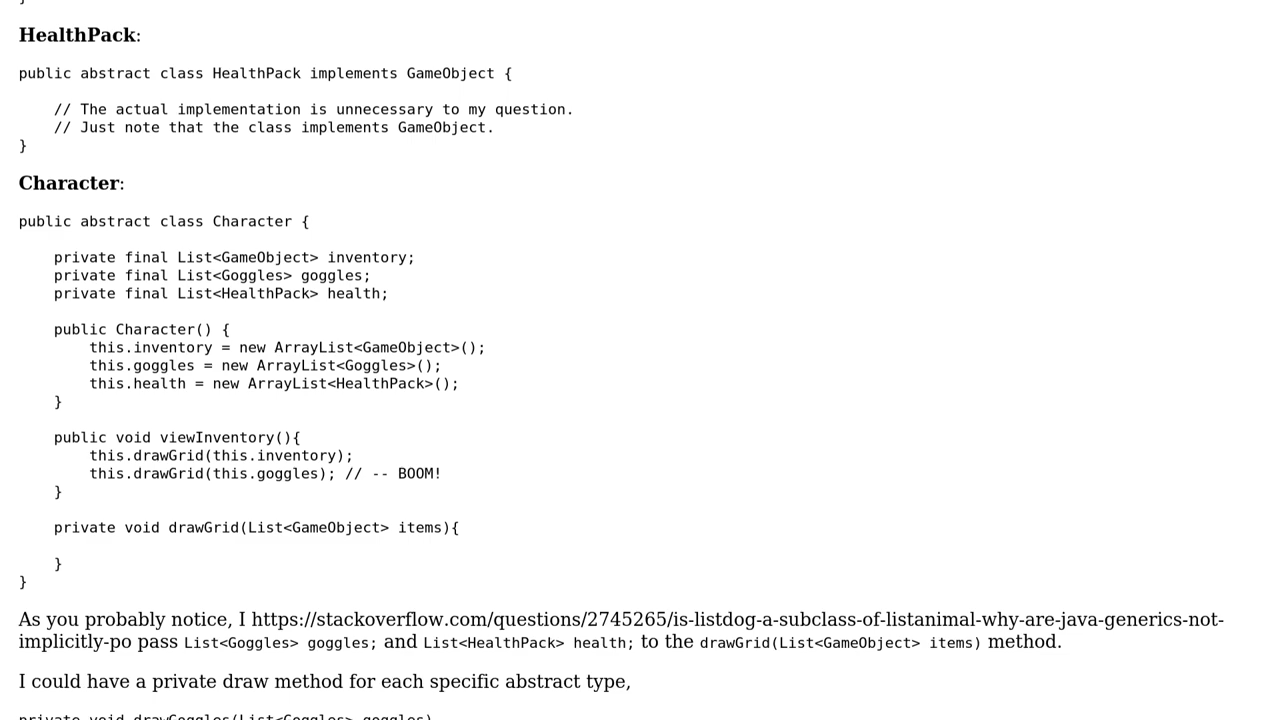 }
HealthPack:
public abstract class HealthPack implements GameObject {
    // The actual implementation is unnecessary to my question.
    // Just note that the class implements GameObject.
}
Character:
public abstract class Character {
    private final List<GameObject> inventory;
    private final List<Goggles> goggles;
    private final List<HealthPack> health;
    public Character() {
        this.inventory = new ArrayList<GameObject>();
        this.goggles = new ArrayList<Goggles>();
        this.health = new ArrayList<HealthPack>();
    }
    public void viewInventory(){
        this.drawGrid(this.inventory);
        this.drawGrid(this.goggles); // -- BOOM!
    }
    private void drawGrid(List<GameObject> items){
    }
}
As you probably notice, I https://stackoverflow.com/questions/2745265/is-listdog-a-subclass-of-listanimal-why-are-java-generics-not-
implicitly-po pass List<Goggles> goggles; and List<HealthPack> health; to the drawGrid(List<GameObject> items) method.
I could have a private draw method for each specific abstract type,
private void drawGoggles(List<Goggles> goggles)